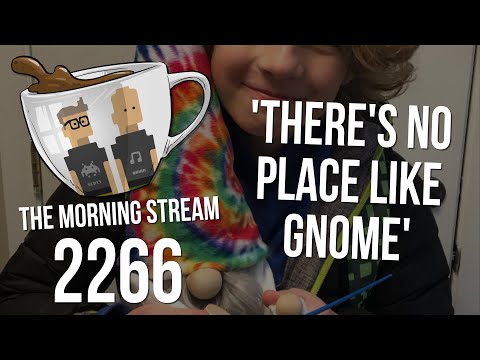 THE MORNING STREAM
2266
'THERE'S NO
PLACE LIKE
GNOME'